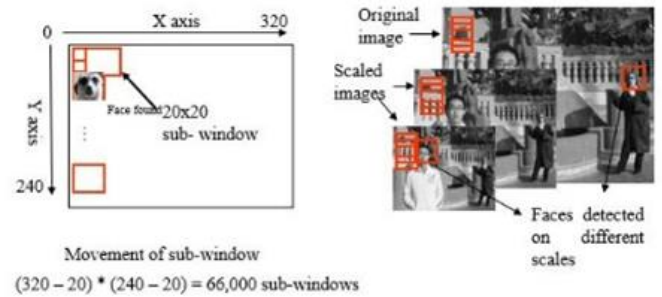 0
X axis
320
Y axis
Face found
20x20
sub- window
240
Movement of sub-window
(320 – 20) * (240 – 20) = 66,000 sub-windows
Original
image
Scaled
images
Faces detected
on different
scales